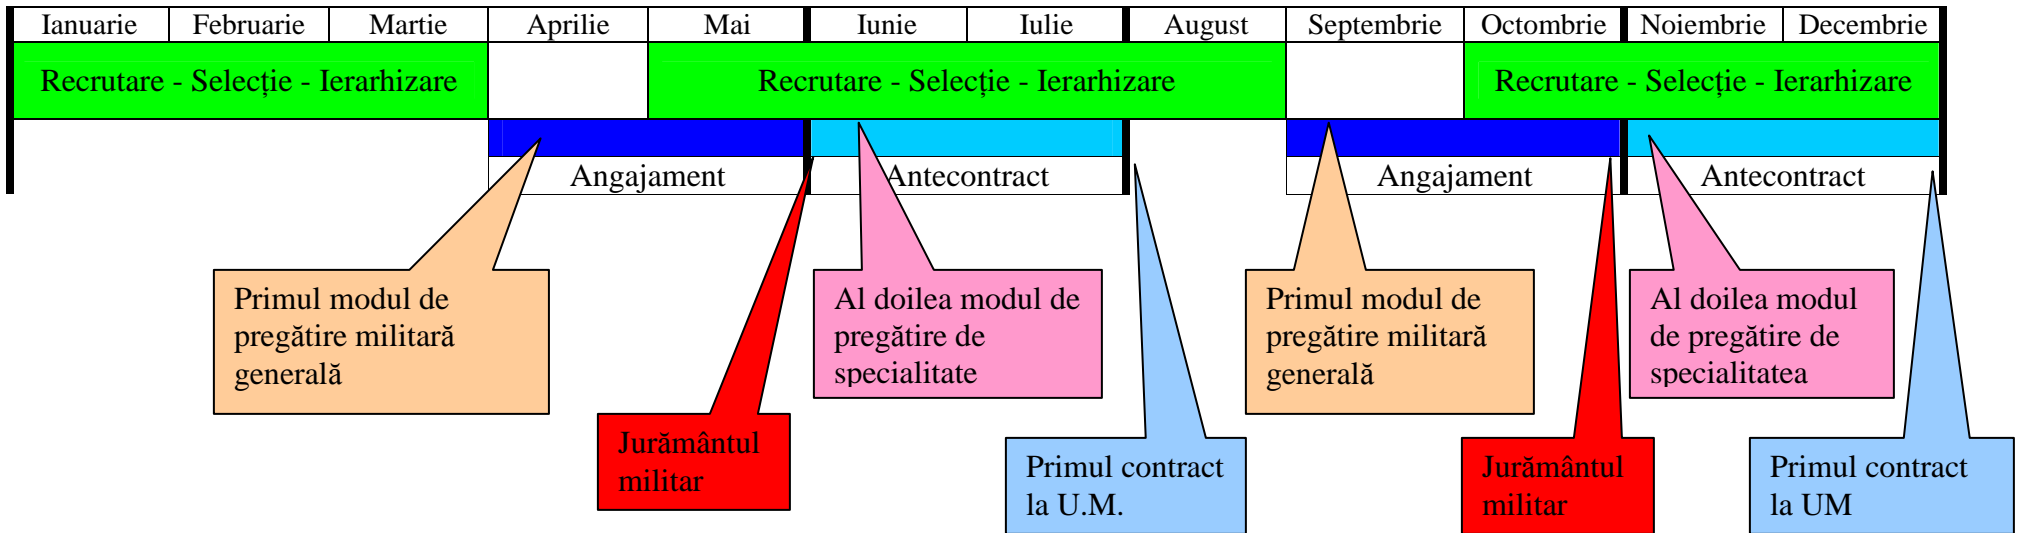 Ianuarie Februarie Martie Aprilie Mai Iunie Iulie August Septembrie Octombrie Noiembrie Decembrie
Recrutare - Selecție - Ierarhizare Recrutare - Selecție - Ierarhizare Recrutare - Selecție - Ierarhizare
Angajament Antecontract Angajament Antecontract
Primul modul de
pregătire militară
generală
Jurământul
militar
Al doilea modul de
pregătire de
specialitate
Primul contract
la U.M.
Primul modul de
pregătire militară
generală
Jurământul
militar
Al doilea modul
de pregătire de
specialitatea
Primul contract
la UM